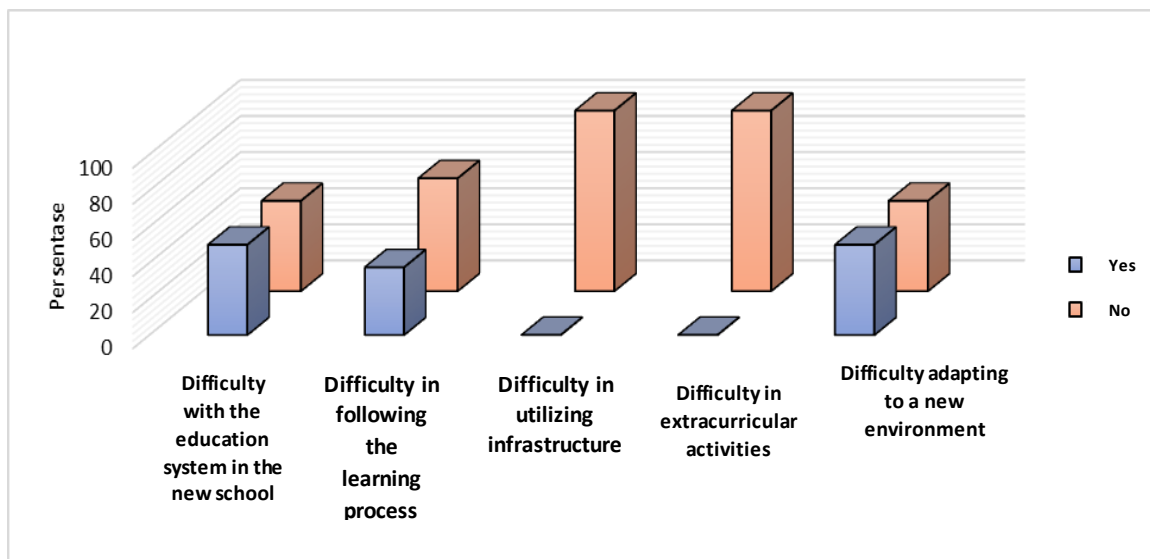 Persentase
100
80
60
40
20
0
Difficulty
with the
education
system in the
new school
Difficulty in
following
the
learning
process
Difficulty in
utilizing
infrastructure
Difficulty in
extracurricular
activities
Difficulty adapting
to a new
environment
Yes
No